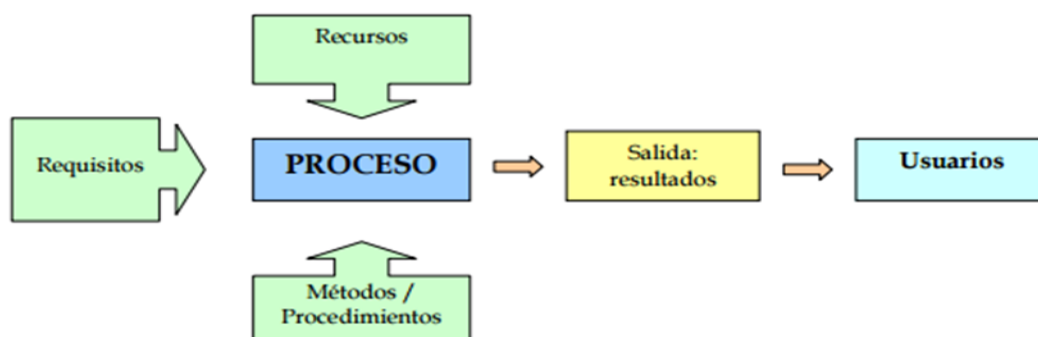 Recursos
Requisitos
PROCESO
Salida:
resultados
Usuarios
Métodos /
Procedimientos